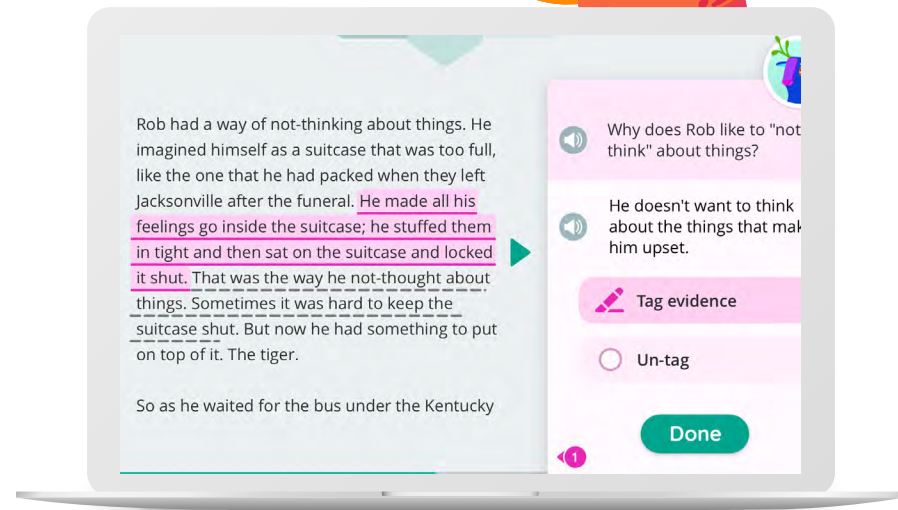 Rob had a way of not-thinking about things. He
imagined himself as a suitcase that was too full,
like the one that he had packed when they left
Jacksonville after the funeral. He made all his
feelings go inside the suitcase; he stuffed them
in tight and then sat on the suitcase and locked
it shut. That was the way he not-thought about
things. Sometimes it was hard to keep the
suitcase shut. But now he had something to put
on top of it. The tiger.
So as he waited for the bus under the Kentucky
Why does Rob like to "not
think" about things?
He doesn't want to think
about the things that mak
him upset.
Tag evidence
Un-tag
Done
1